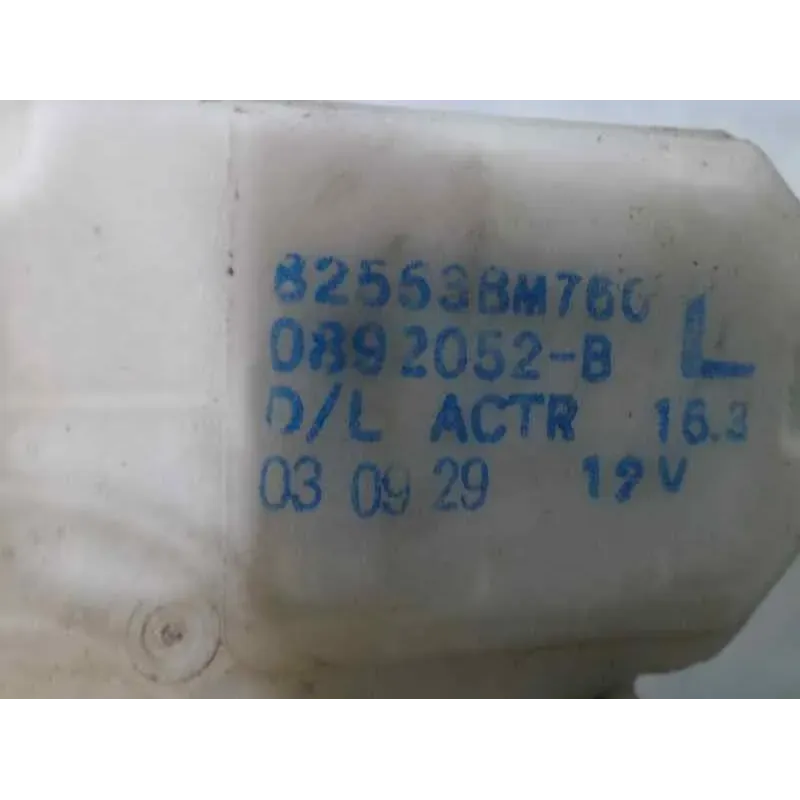 82553BM760
0892052-B L
D/L ACTR 16.3
03 09 29 12V